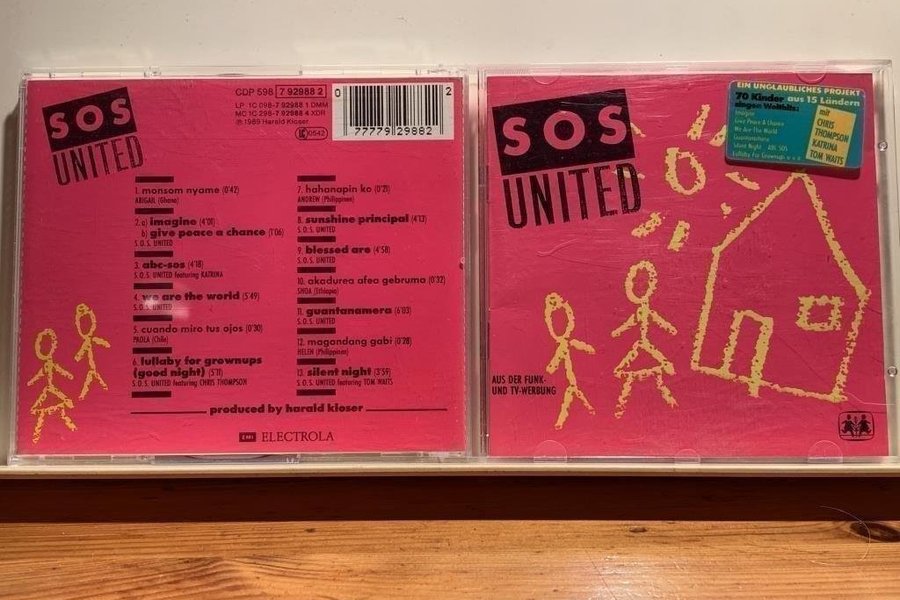 SOS
UNITED
CDP 598 7 92988 2
LP 1C 098-7 92988 1 DMM
MC 1C 298-7 92988 4 XDR
℗ 1989 Harald Kloser
LC 0542
0 77779 29882 2
1. monsom nyame (0'42)
ABIGAIL (Ghana)
2. a) imagine (4'01)
b) give peace a chance (1'06)
S.O.S. UNITED
3. abc-sos (4'18)
S.O.S. UNITED featuring KATRINA
4. we are the world (5'49)
S.O.S. UNITED
5. cuando miro tus ojos (0'30)
PAOLA (Chile)
6. lullaby for grownups
(good night) (5'11)
S.O.S. UNITED featuring CHRIS THOMPSON
7. hahanapin ko (0'21)
ANDREW (Philippinen)
8. sunshine principal (4'13)
S.O.S. UNITED
9. blessed are (4'58)
S.O.S. UNITED
10. akadurea afea gebruma (0'32)
SHOA (Ethiopia)
11. guantanamera (6'03)
S.O.S. UNITED
12. magandang gabi (0'28)
HELEN (Philippinen)
13. silent night (3'59)
S.O.S. UNITED featuring TOM WAITS
produced by harald kloser
EMI ELECTROLA
SOS
UNITED
EIN UNGLAUBLICHES PROJEKT
70 Kinder aus 15 Ländern
singen Welthits:
Imagine
Give Peace A Chance
We Are The World
Guantanamera
Silent Night ABC SOS
Lullaby For Grownups u.v.a.
mit
CHRIS
THOMPSON
KATRINA
TOM WAITS
AUS DER FUNK-
UND TV-WERBUNG